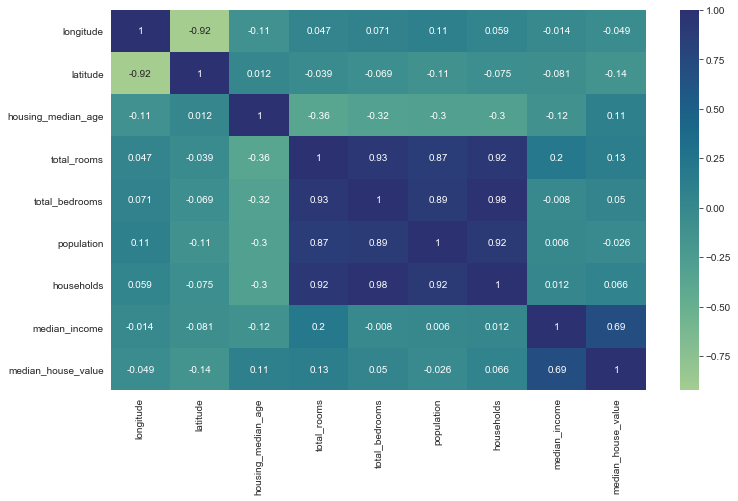 longitude 1 -0.92 -0.11 0.047 0.071 0.11 0.059 -0.014 -0.049
latitude -0.92 1 0.012 -0.039 -0.069 -0.11 -0.075 -0.081 -0.14
housing_median_age -0.11 0.012 1 -0.36 -0.32 -0.3 -0.3 -0.12 0.11
total_rooms 0.047 -0.039 -0.36 1 0.93 0.87 0.92 0.2 0.13
total_bedrooms 0.071 -0.069 -0.32 0.93 1 0.89 0.98 -0.008 0.05
population 0.11 -0.11 -0.3 0.87 0.89 1 0.92 0.006 -0.026
households 0.059 -0.075 -0.3 0.92 0.98 0.92 1 0.012 0.066
median_income -0.014 -0.081 -0.12 0.2 -0.008 0.006 0.012 1 0.69
median_house_value -0.049 -0.14 0.11 0.13 0.05 -0.026 0.066 0.69 1
longitude
latitude
housing_median_age
total_rooms
total_bedrooms
population
households
median_income
median_house_value
1.00
0.75
0.50
0.25
0.00
−0.25
−0.50
−0.75